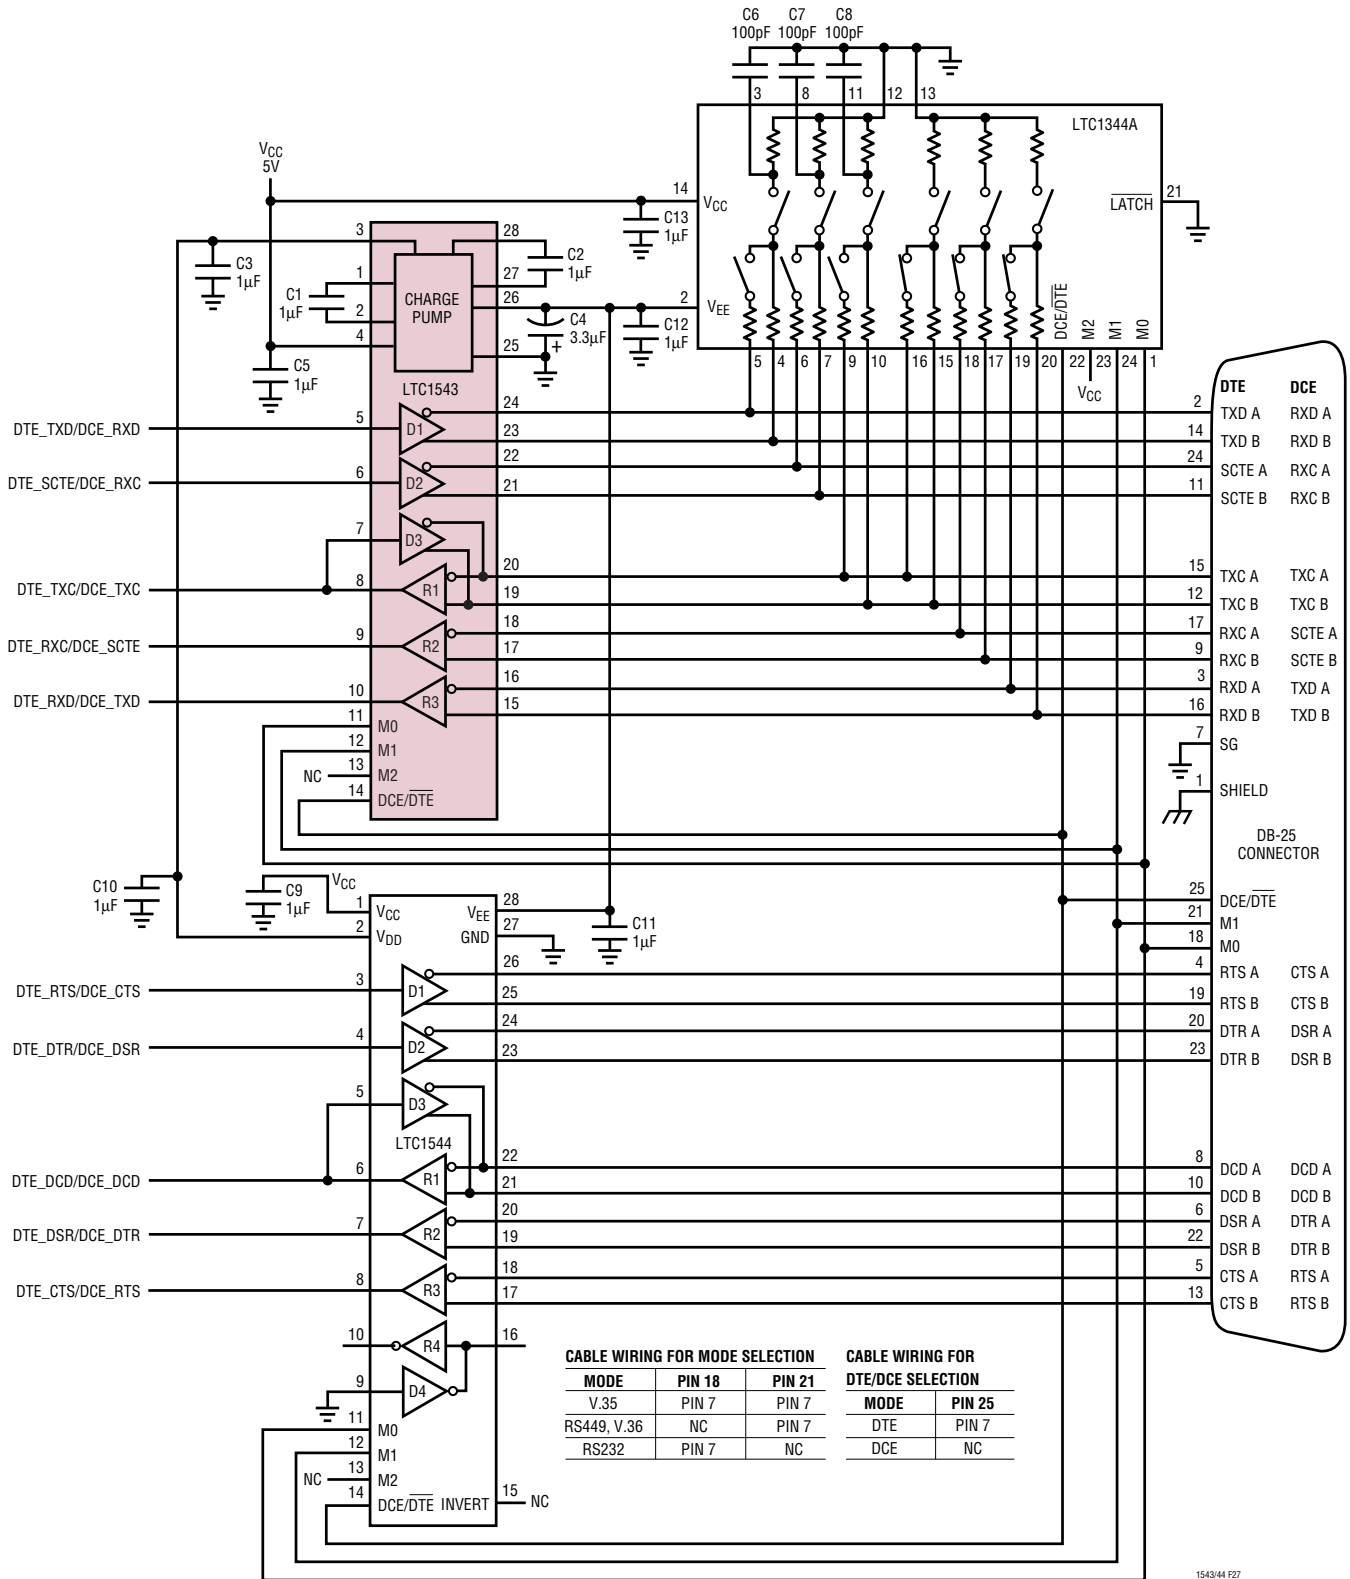 C6 C7 C8
100pF 100pF 100pF
3 8 11 12 13
LTC1344A
VCC
5V
14
VCC
21
LATCH
C13
1µF
3
28
C3
1µF
C2
1µF
1
27
CHARGE
PUMP
C1
1µF
26
2
VEE
2
C4
3.3µF
+
C12
1µF
DCE/DTE
M2
M1
M0
4
25
C5
1µF
LTC1543
5 4 6 7 9 10 16 15 18 17 19 20 22 23 24 1
VCC
DTE DCE
DTE_TXD/DCE_RXD
5
D1
24
2
TXD A RXD A
23
14
TXD B RXD B
DTE_SCTE/DCE_RXC
6
D2
22
24
SCTE A RXC A
21
11
SCTE B RXC B
7
D3
DTE_TXC/DCE_TXC
8
R1
20
15
TXC A TXC A
19
12
TXC B TXC B
DTE_RXC/DCE_SCTE
9
R2
18
17
RXC A SCTE A
17
9
RXC B SCTE B
DTE_RXD/DCE_TXD
10
R3
16
3
RXD A TXD A
15
16
RXD B TXD B
11
M0
7
SG
12
M1
NC
13
M2
1
SHIELD
14
DCE/DTE
DB-25
CONNECTOR
C10
1µF
C9
1µF
VCC
1
VCC
VEE
28
25
DCE/DTE
2
VDD
GND
27
C11
1µF
21
M1
18
M0
DTE_RTS/DCE_CTS
3
D1
26
4
RTS A CTS A
25
19
RTS B CTS B
DTE_DTR/DCE_DSR
4
D2
24
20
DTR A DSR A
23
23
DTR B DSR B
5
D3
LTC1544
DTE_DCD/DCE_DCD
6
R1
22
8
DCD A DCD A
21
10
DCD B DCD B
DTE_DSR/DCE_DTR
7
R2
20
6
DSR A DTR A
19
22
DSR B DTR B
DTE_CTS/DCE_RTS
8
R3
18
5
CTS A RTS A
17
13
CTS B RTS B
10
R4
16
9
D4
11
M0
12
M1
NC
13
M2
14
DCE/DTE INVERT
15
NC
CABLE WIRING FOR MODE SELECTION
MODE PIN 18 PIN 21
V.35 PIN 7 PIN 7
RS449, V.36 NC PIN 7
RS232 PIN 7 NC
CABLE WIRING FOR
DTE/DCE SELECTION
MODE PIN 25
DTE PIN 7
DCE NC
1543/44 F27